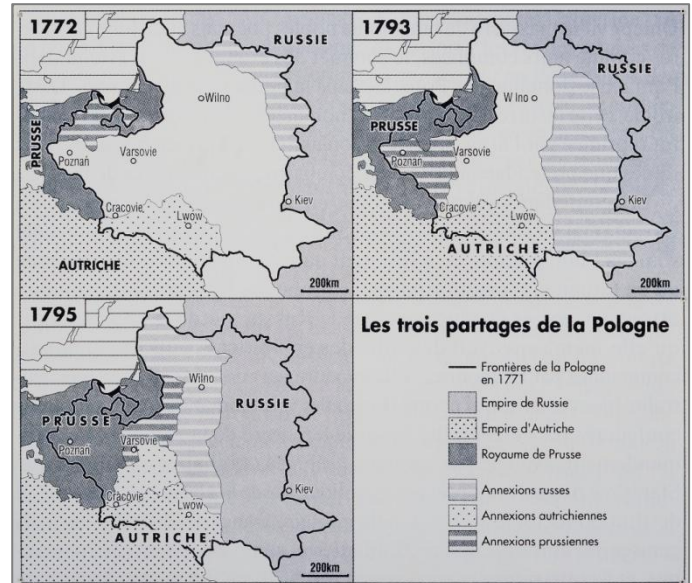 1772
RUSSIE
Wilno
PRUSSE
Poznań
Varsovie
Cracovie
Lwow
Kiev
AUTRICHE
200km
1793
RUSSIE
W lno
PRUSSE
Poznań
Varsovie
Cracovie
Lwow
Kiev
AUTRICHE
200km
1795
Wilno
RUSSIE
PRUSSE
Poznań
Varsovie
Cracovie
Lwow
Kiev
AUTRICHE
200km
Les trois partages de la Pologne
Frontières de la Pologne
en 1771
Empire de Russie
Empire d'Autriche
Royaume de Prusse
Annexions russes
Annexions autrichiennes
Annexions prussiennes